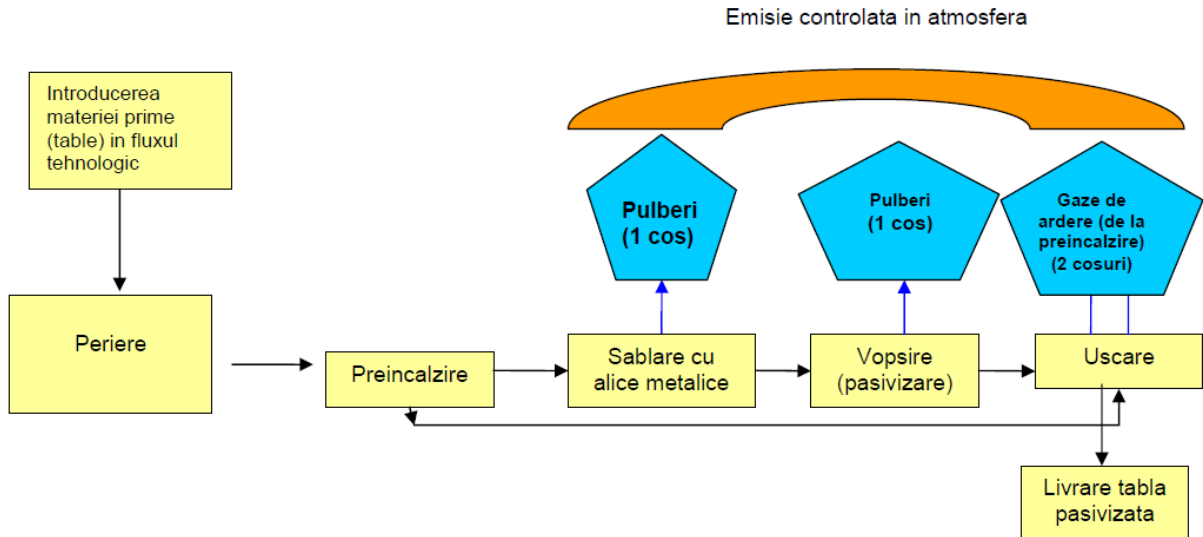 Emisie controlata in atmosfera
Introducerea
materiei prime
(table) in fluxul
tehnologic
Pulberi
(1 cos)
Pulberi
(1 cos)
Gaze de
ardere (de la
preincalzire)
(2 cosuri)
Periere
Preincalzire
Sablare cu
alice metalice
Vopsire
(pasivizare)
Uscare
Livrare tabla
pasivizata